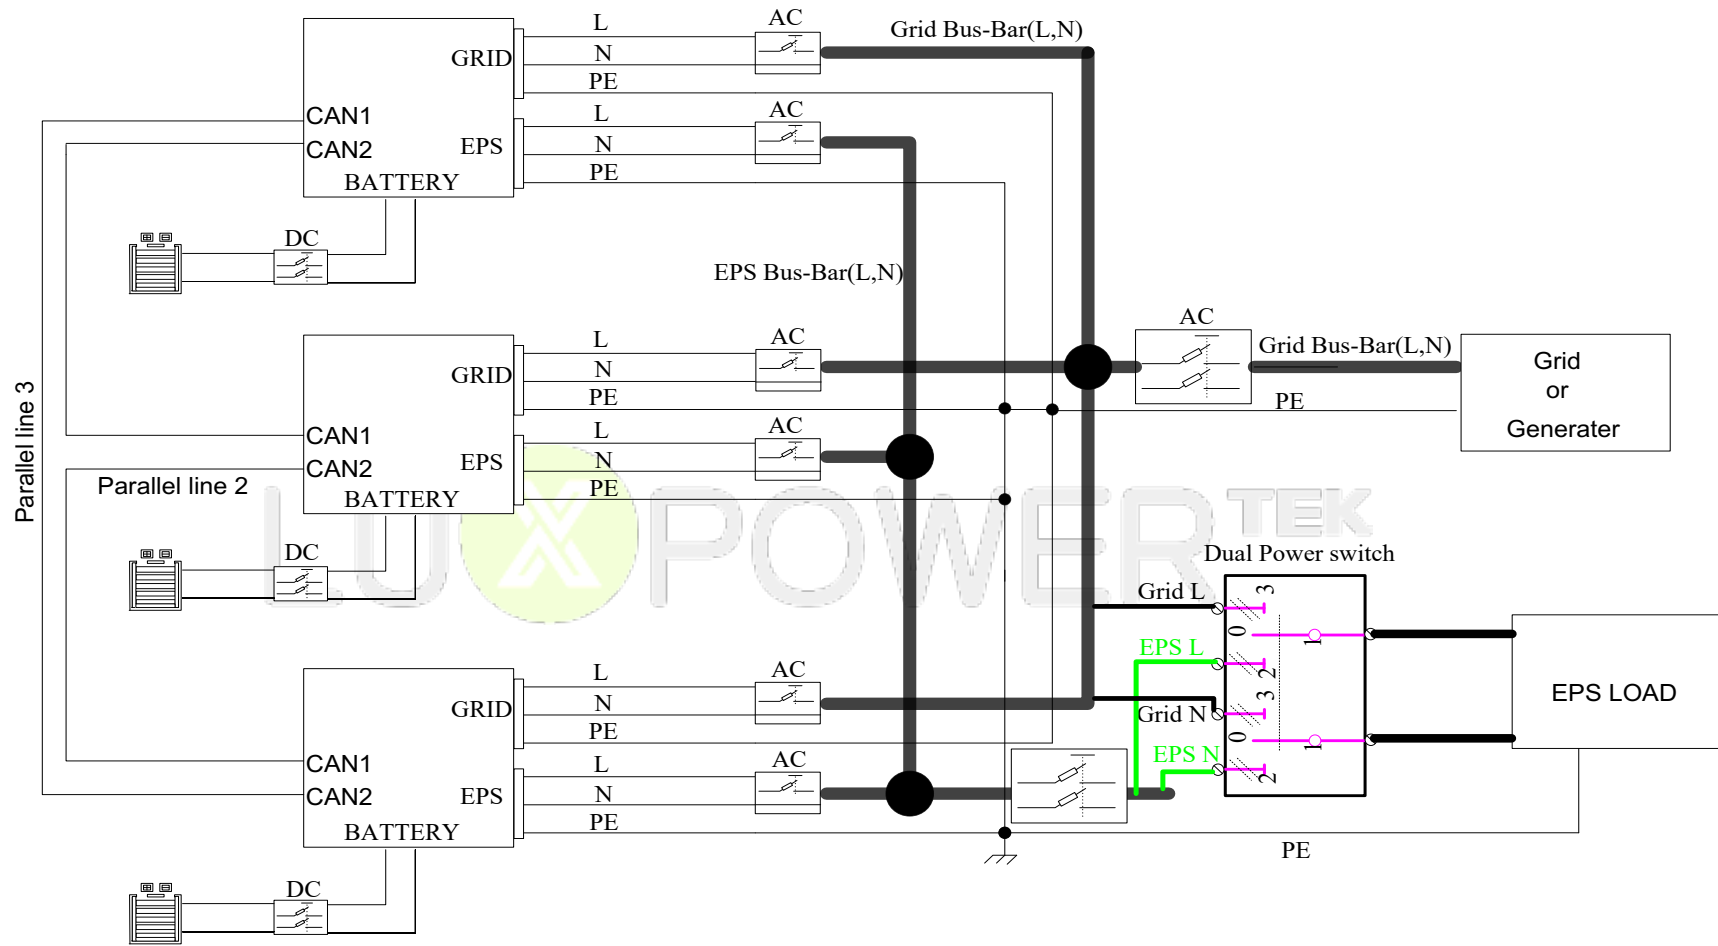 L
AC
Grid Bus-Bar(L,N)
GRID
N
PE
CAN1
L
AC
CAN2
EPS
N
BATTERY
PE
DC
EPS Bus-Bar(L,N)
L
AC
AC
Grid Bus-Bar(L,N)
GRID
N
PE
PE
Grid
or
Generater
Parallel line 3
CAN1
L
AC
CAN2
EPS
N
Parallel line 2
BATTERY
PE
LUXPOWERTEK
DC
Dual Power switch
Grid L
3
0
1
EPS L
2
L
AC
3
GRID
N
Grid N
EPS LOAD
PE
0
1
CAN1
L
AC
EPS N
2
CAN2
EPS
N
BATTERY
PE
PE
DC